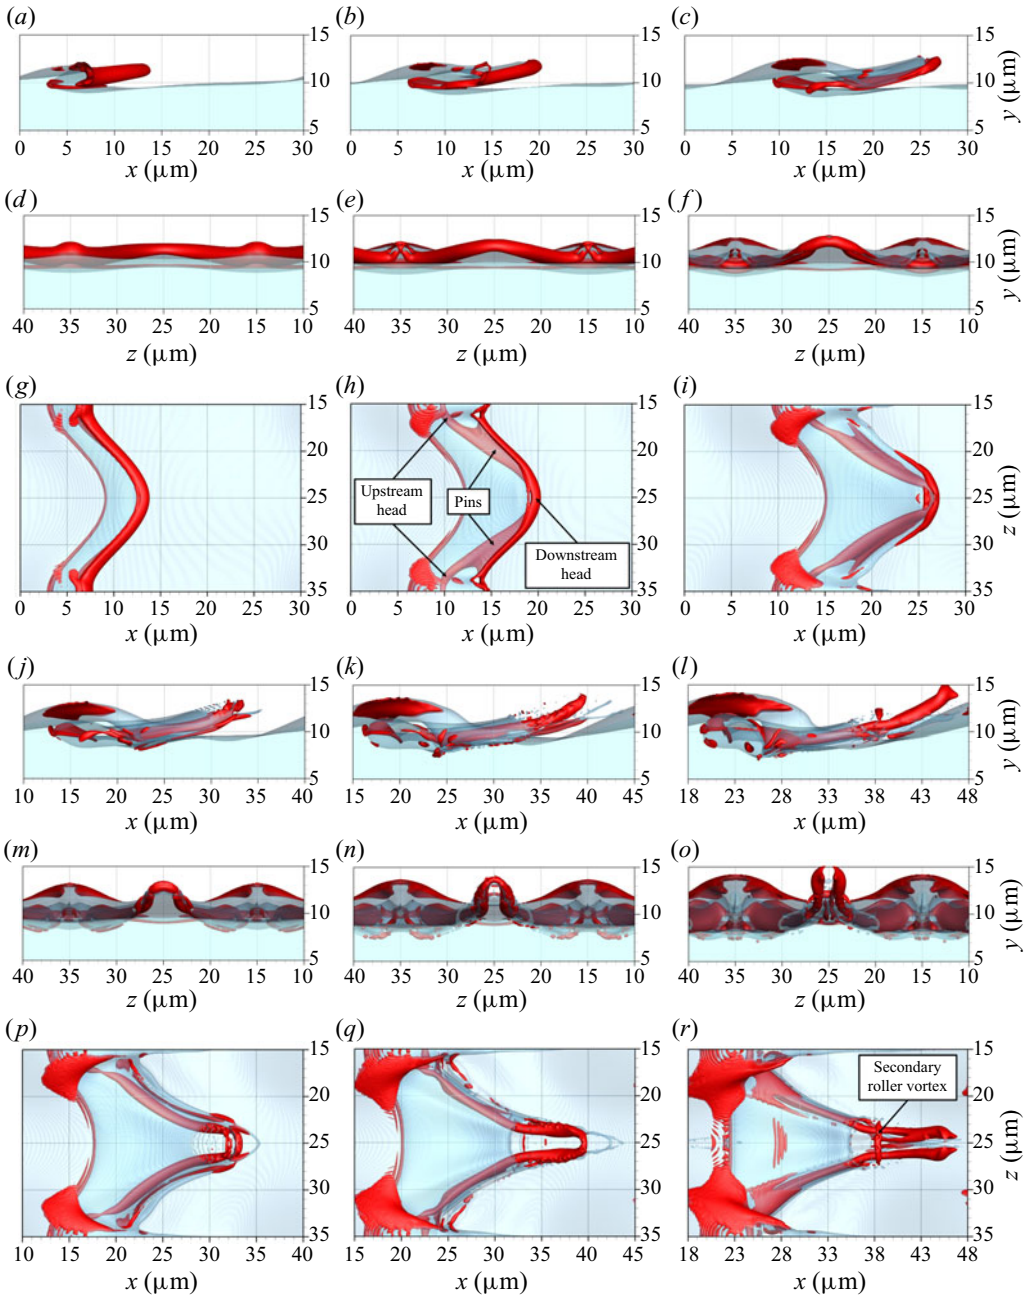 (a) (b) (c)
15 15 15
10 10 10
5 5 5
y (μm)
0 5 10 15 20 25 30 0 5 10 15 20 25 30 0 5 10 15 20 25 30
x (μm) x (μm) x (μm)
(d) (e) (f)
15 15 15
10 10 10
5 5 5
y (μm)
40 35 30 25 20 15 10 40 35 20 25 20 15 10 40 35 20 25 20 15 10
z (μm) z (μm) z (μm)
(g) (h) (i)
15 15 15
20 20 20
25 25 25
30 30 30
35 35 35
z (μm)
Upstream
head
Pins
Downstream
head
0 5 10 15 20 25 30 0 5 10 15 20 25 30 0 5 10 15 20 25 30
x (μm) x (μm) x (μm)
(j) (k) (l)
15 15 15
10 10 10
5 5 5
y (μm)
10 15 20 25 30 35 40 15 20 25 30 35 40 45 18 23 28 33 38 43 48
x (μm) x (μm) x (μm)
(m) (n) (o)
15 15 15
10 10 10
5 5 5
y (μm)
40 35 30 25 20 15 10 40 35 30 25 20 15 10 40 35 30 25 20 15 10
z (μm) z (μm) z (μm)
(p) (q) (r)
15 15 15
20 20 20
25 25 25
30 30 30
35 35 35
z (μm)
Secondary
roller vortex
10 15 20 25 30 35 40 15 20 25 30 35 40 45 18 23 28 33 38 43 48
x (μm) x (μm) x (μm)